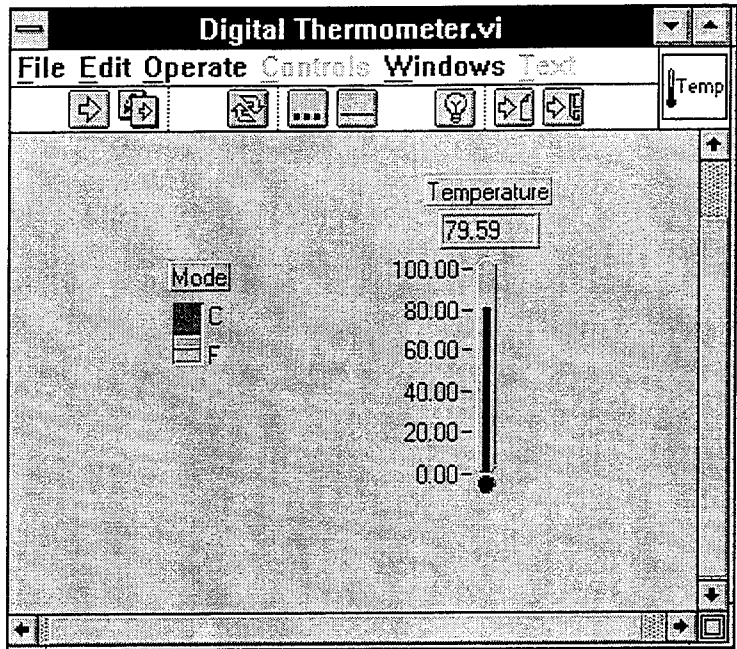 Digital Thermometer.vi
File Edit Operate Controls Windows Text
Temp
Temperature
79.59
Mode
C
F
100.00
80.00
60.00
40.00
20.00
0.00